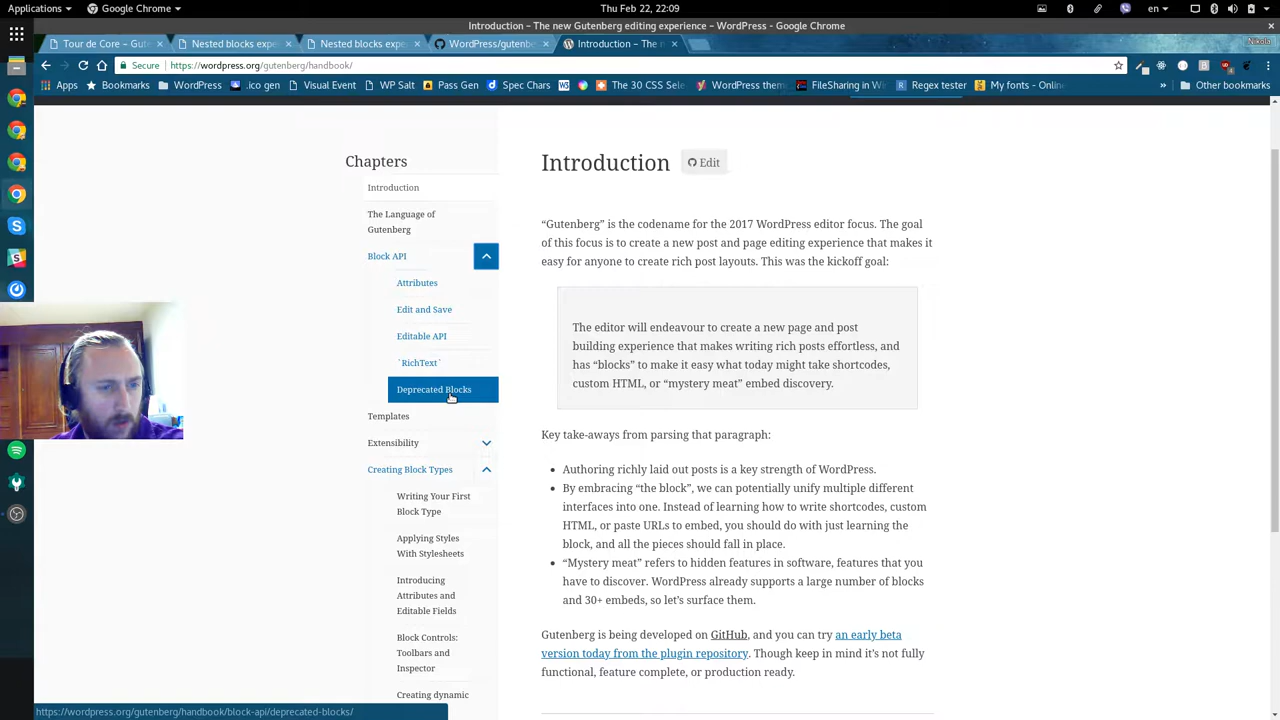 Applications Google Chrome Thu Feb 22, 22:09 en
Introduction – The new Gutenberg editing experience – WordPress - Google Chrome
Tour de Core – Gute Nested blocks expe Nested blocks expe WordPress/gutenbe Introduction – The n Nikola
Secure https://wordpress.org/gutenberg/handbook/
Apps Bookmarks WordPress .ico gen Visual Event WP Salt Pass Gen Spec Chars The 30 CSS Sele WordPress them FileSharing in Wi Regex tester My fonts - Onlin » Other bookmarks
Chapters
Introduction
The Language of
Gutenberg
Block API
Attributes
Edit and Save
Editable API
`RichText`
Deprecated Blocks
Templates
Extensibility
Creating Block Types
Writing Your First
Block Type
Applying Styles
With Stylesheets
Introducing
Attributes and
Editable Fields
Block Controls:
Toolbars and
Inspector
Creating dynamic
Introduction Edit
“Gutenberg” is the codename for the 2017 WordPress editor focus. The goal
of this focus is to create a new post and page editing experience that makes it
easy for anyone to create rich post layouts. This was the kickoff goal:
The editor will endeavour to create a new page and post
building experience that makes writing rich posts effortless, and
has “blocks” to make it easy what today might take shortcodes,
custom HTML, or “mystery meat” embed discovery.
Key take-aways from parsing that paragraph:
• Authoring richly laid out posts is a key strength of WordPress.
• By embracing “the block”, we can potentially unify multiple different
interfaces into one. Instead of learning how to write shortcodes, custom
HTML, or paste URLs to embed, you should do with just learning the
block, and all the pieces should fall in place.
• “Mystery meat” refers to hidden features in software, features that you
have to discover. WordPress already supports a large number of blocks
and 30+ embeds, so let’s surface them.
Gutenberg is being developed on GitHub, and you can try an early beta
version today from the plugin repository. Though keep in mind it’s not fully
functional, feature complete, or production ready.
https://wordpress.org/gutenberg/handbook/block-api/deprecated-blocks/